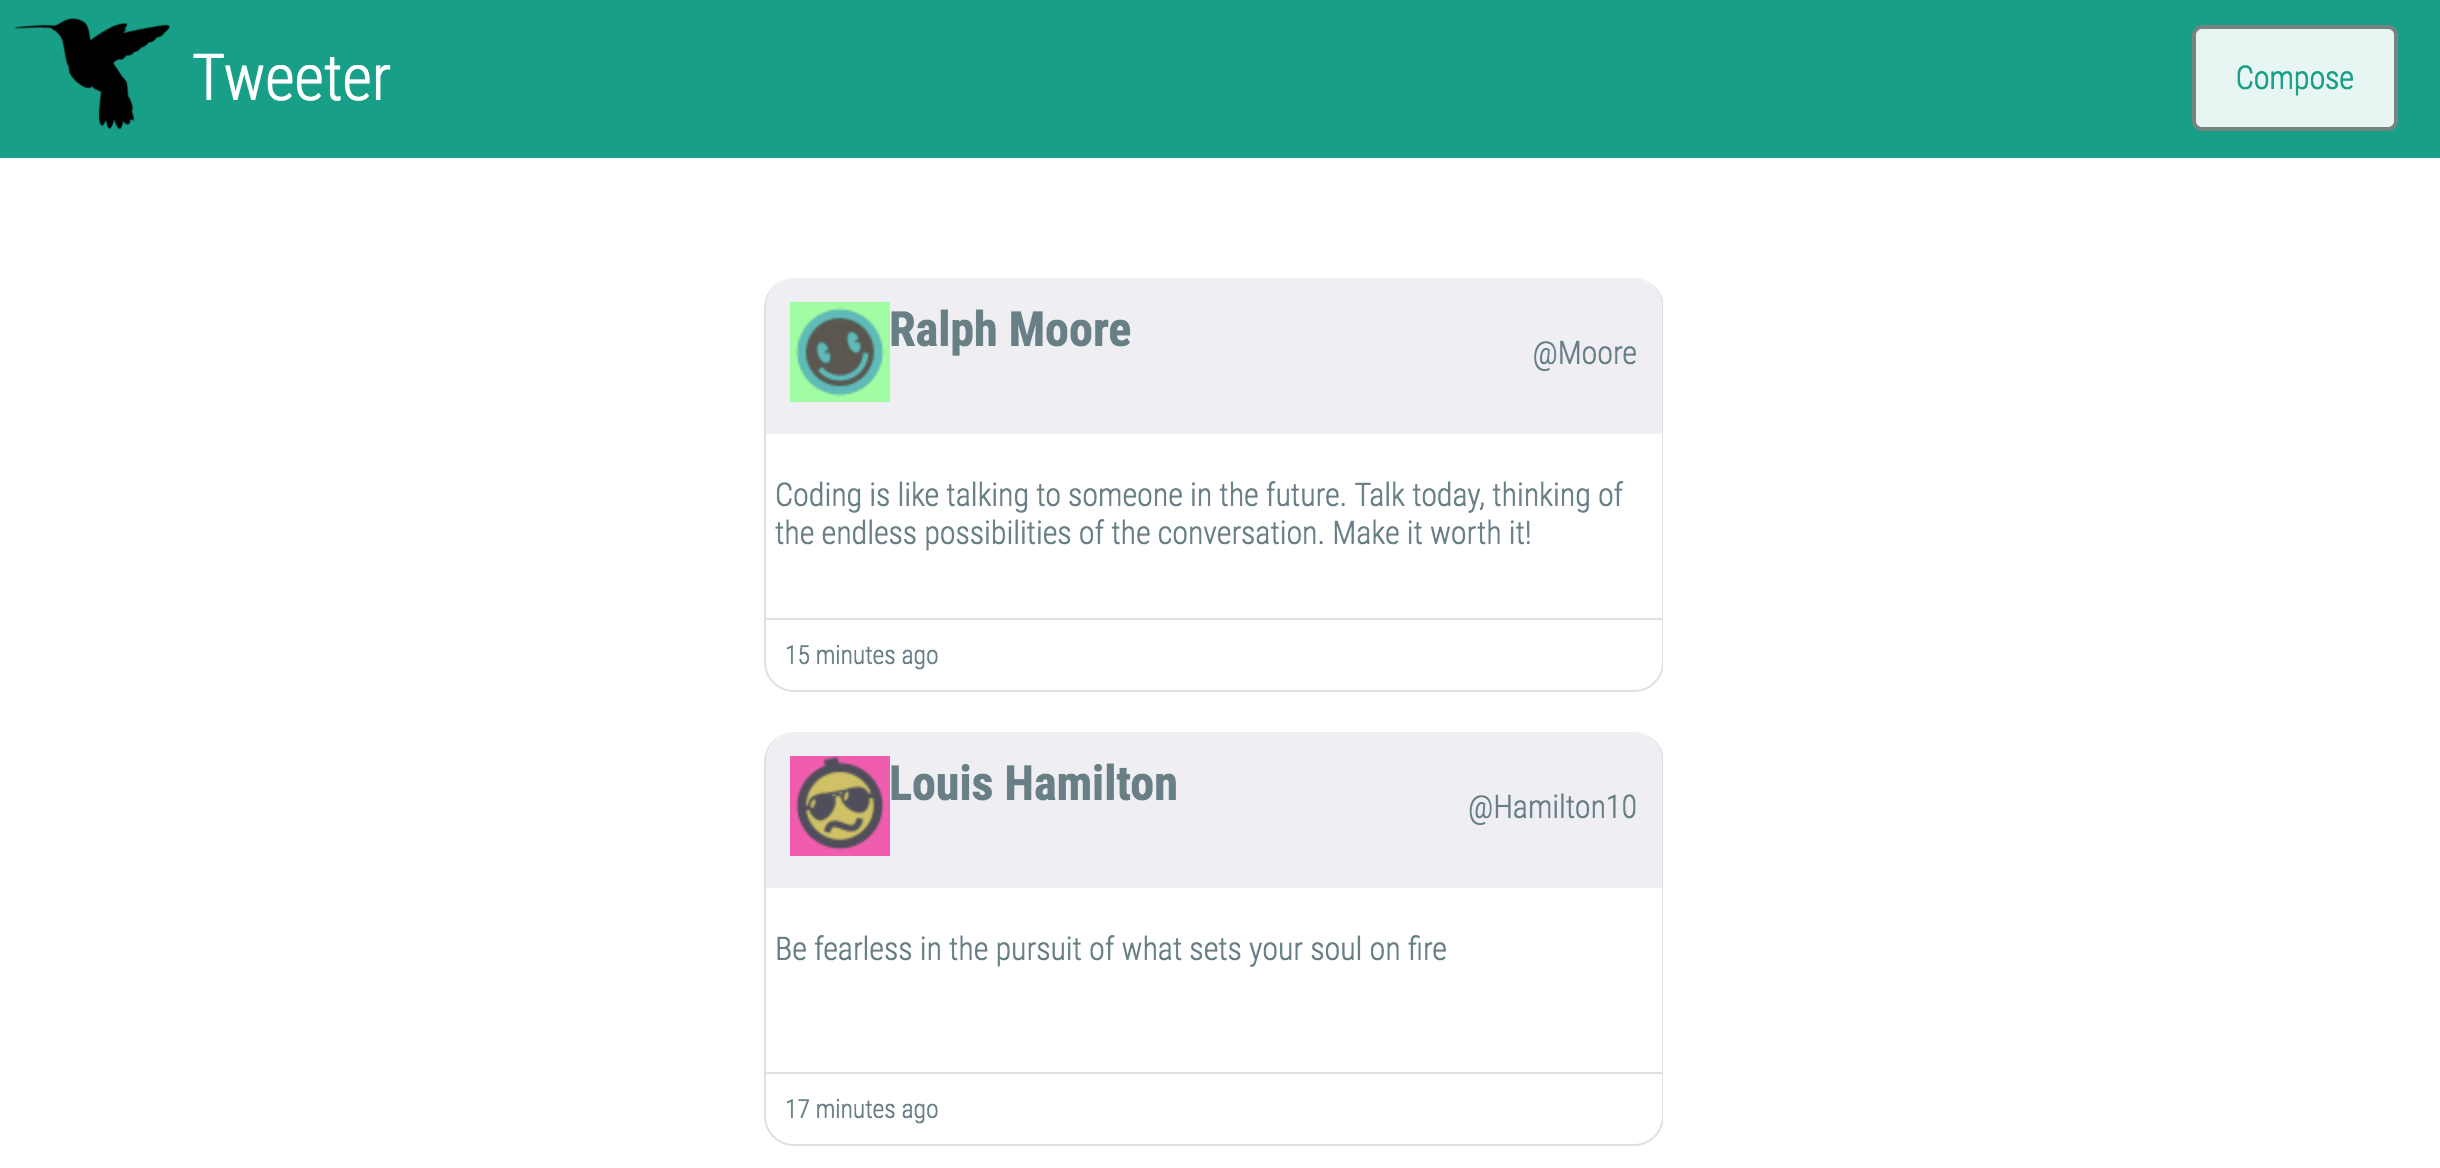 Tweeter
Compose
Ralph Moore
@Moore
Coding is like talking to someone in the future. Talk today, thinking of
the endless possibilities of the conversation. Make it worth it!
15 minutes ago
Louis Hamilton
@Hamilton10
Be fearless in the pursuit of what sets your soul on fire
17 minutes ago